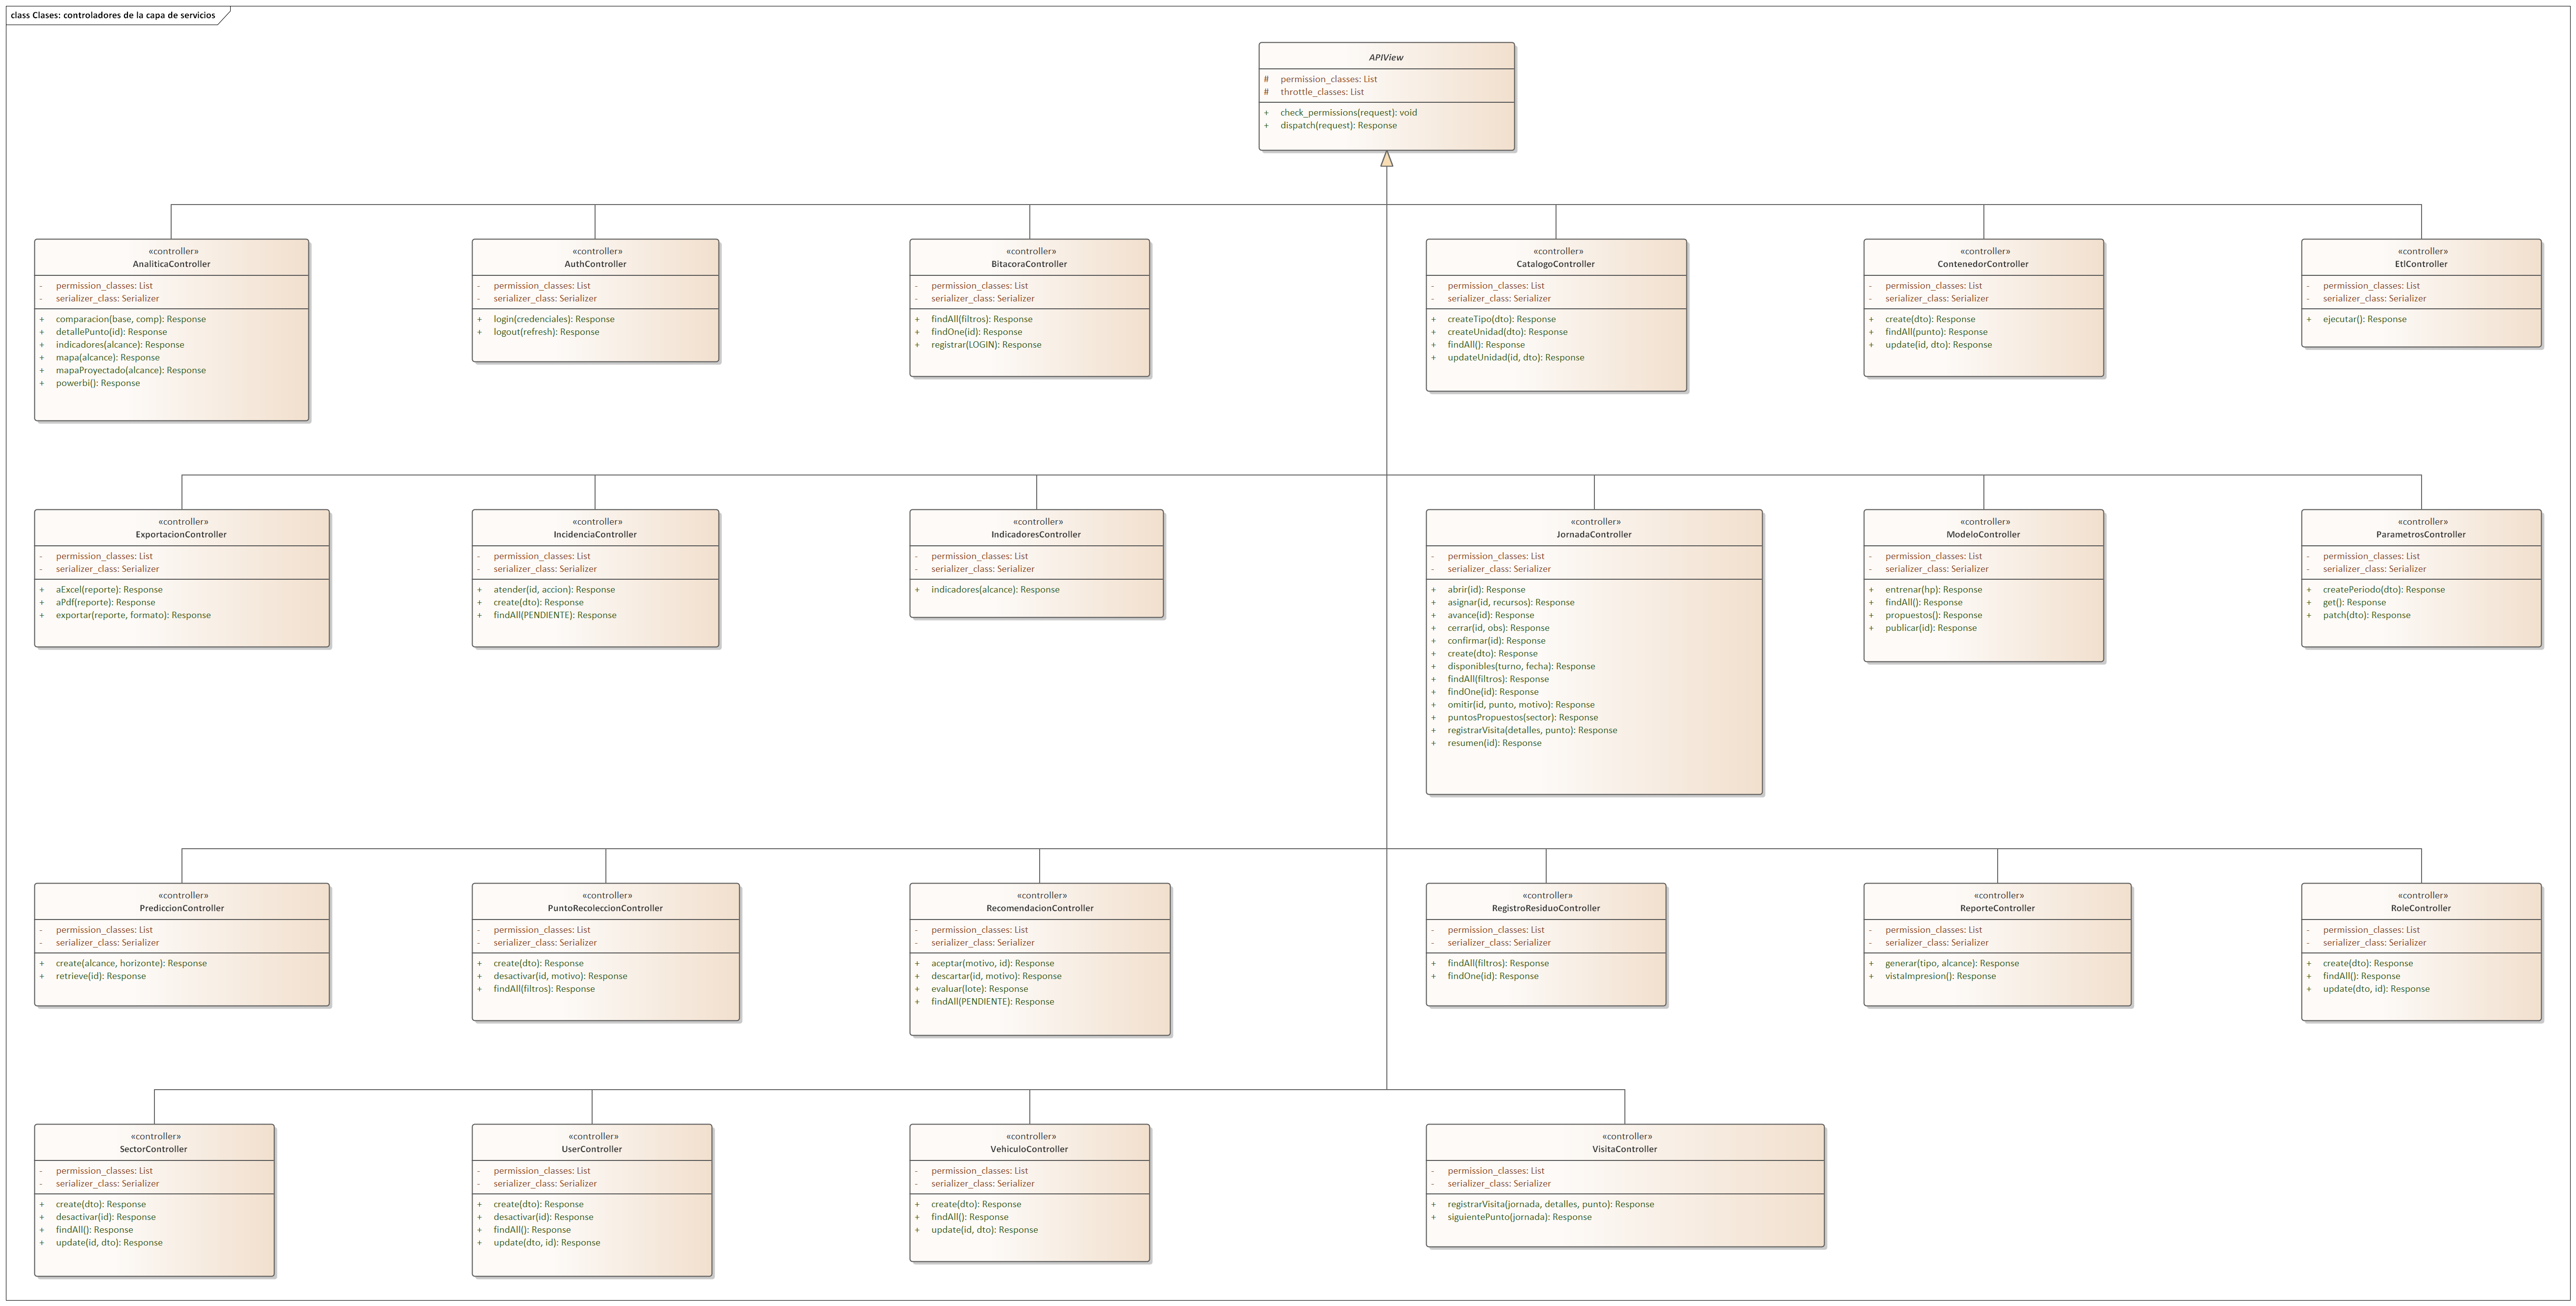 class Clases: controladores de la capa de servicios
APIView
# permission_classes: List
# throttle_classes: List
+ check_permissions(request): void
+ dispatch(request): Response
«controller»
AnaliticaController
- permission_classes: List
- serializer_class: Serializer
+ comparacion(base, comp): Response
+ detallePunto(id): Response
+ indicadores(alcance): Response
+ mapa(alcance): Response
+ mapaProyectado(alcance): Response
+ powerbi(): Response
«controller»
AuthController
- permission_classes: List
- serializer_class: Serializer
+ login(credenciales): Response
+ logout(refresh): Response
«controller»
BitacoraController
- permission_classes: List
- serializer_class: Serializer
+ findAll(filtros): Response
+ findOne(id): Response
+ registrar(LOGIN): Response
«controller»
CatalogoController
- permission_classes: List
- serializer_class: Serializer
+ createTipo(dto): Response
+ createUnidad(dto): Response
+ findAll(): Response
+ updateUnidad(id, dto): Response
«controller»
ContenedorController
- permission_classes: List
- serializer_class: Serializer
+ create(dto): Response
+ findAll(punto): Response
+ update(id, dto): Response
«controller»
EtlController
- permission_classes: List
- serializer_class: Serializer
+ ejecutar(): Response
«controller»
ExportacionController
- permission_classes: List
- serializer_class: Serializer
+ aExcel(reporte): Response
+ aPdf(reporte): Response
+ exportar(reporte, formato): Response
«controller»
IncidenciaController
- permission_classes: List
- serializer_class: Serializer
+ atender(id, accion): Response
+ create(dto): Response
+ findAll(PENDIENTE): Response
«controller»
IndicadoresController
- permission_classes: List
- serializer_class: Serializer
+ indicadores(alcance): Response
«controller»
JornadaController
- permission_classes: List
- serializer_class: Serializer
+ abrir(id): Response
+ asignar(id, recursos): Response
+ avance(id): Response
+ cerrar(id, obs): Response
+ confirmar(id): Response
+ create(dto): Response
+ disponibles(turno, fecha): Response
+ findAll(filtros): Response
+ findOne(id): Response
+ omitir(id, punto, motivo): Response
+ puntosPropuestos(sector): Response
+ registrarVisita(detalles, punto): Response
+ resumen(id): Response
«controller»
ModeloController
- permission_classes: List
- serializer_class: Serializer
+ entrenar(hp): Response
+ findAll(): Response
+ propuestos(): Response
+ publicar(id): Response
«controller»
ParametrosController
- permission_classes: List
- serializer_class: Serializer
+ createPeriodo(dto): Response
+ get(): Response
+ patch(dto): Response
«controller»
PrediccionController
- permission_classes: List
- serializer_class: Serializer
+ create(alcance, horizonte): Response
+ retrieve(id): Response
«controller»
PuntoRecoleccionController
- permission_classes: List
- serializer_class: Serializer
+ create(dto): Response
+ desactivar(id, motivo): Response
+ findAll(filtros): Response
«controller»
RecomendacionController
- permission_classes: List
- serializer_class: Serializer
+ aceptar(motivo, id): Response
+ descartar(id, motivo): Response
+ evaluar(lote): Response
+ findAll(PENDIENTE): Response
«controller»
RegistroResiduoController
- permission_classes: List
- serializer_class: Serializer
+ findAll(filtros): Response
+ findOne(id): Response
«controller»
ReporteController
- permission_classes: List
- serializer_class: Serializer
+ generar(tipo, alcance): Response
+ vistaImpresion(): Response
«controller»
RoleController
- permission_classes: List
- serializer_class: Serializer
+ create(dto): Response
+ findAll(): Response
+ update(dto, id): Response
«controller»
SectorController
- permission_classes: List
- serializer_class: Serializer
+ create(dto): Response
+ desactivar(id): Response
+ findAll(): Response
+ update(id, dto): Response
«controller»
UserController
- permission_classes: List
- serializer_class: Serializer
+ create(dto): Response
+ desactivar(id): Response
+ findAll(): Response
+ update(dto, id): Response
«controller»
VehiculoController
- permission_classes: List
- serializer_class: Serializer
+ create(dto): Response
+ findAll(): Response
+ update(id, dto): Response
«controller»
VisitaController
- permission_classes: List
- serializer_class: Serializer
+ registrarVisita(jornada, detalles, punto): Response
+ siguientePunto(jornada): Response